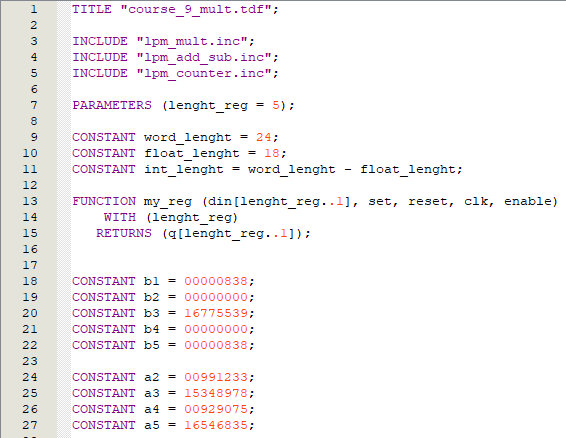 1 TITLE "course_9_mult.tdf";
2
3 INCLUDE "lpm_mult.inc";
4 INCLUDE "lpm_add_sub.inc";
5 INCLUDE "lpm_counter.inc";
6
7 PARAMETERS (lenght_reg = 5);
8
9 CONSTANT word_lenght = 24;
10 CONSTANT float_lenght = 18;
11 CONSTANT int_lenght = word_lenght - float_lenght;
12
13 FUNCTION my_reg (din[lenght_reg..1], set, reset, clk, enable)
14 WITH (lenght_reg)
15 RETURNS (q[lenght_reg..1]);
16
17
18 CONSTANT b1 = 00000838;
19 CONSTANT b2 = 00000000;
20 CONSTANT b3 = 16775539;
21 CONSTANT b4 = 00000000;
22 CONSTANT b5 = 00000838;
23
24 CONSTANT a2 = 00991233;
25 CONSTANT a3 = 15348978;
26 CONSTANT a4 = 00929075;
27 CONSTANT a5 = 16546835;